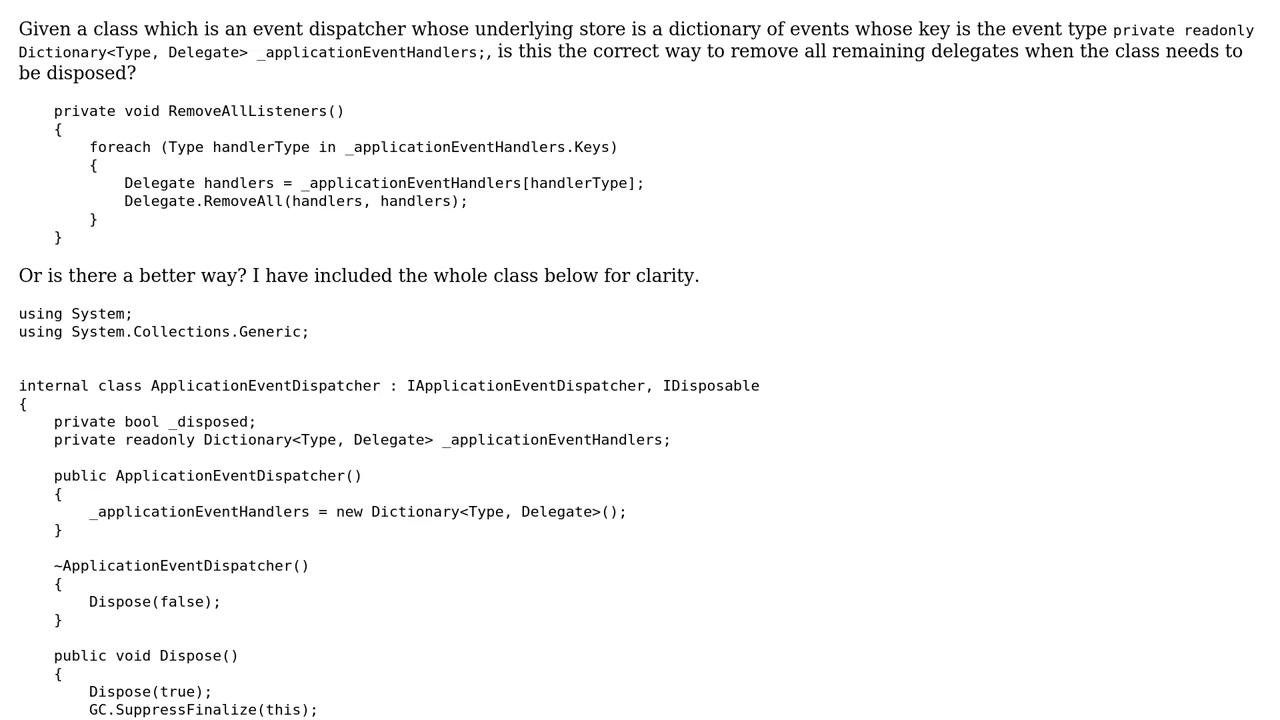 Given a class which is an event dispatcher whose underlying store is a dictionary of events whose key is the event type private readonly
Dictionary<Type, Delegate> _applicationEventHandlers;, is this the correct way to remove all remaining delegates when the class needs to
be disposed?
    private void RemoveAllListeners()
    {
        foreach (Type handlerType in _applicationEventHandlers.Keys)
        {
            Delegate handlers = _applicationEventHandlers[handlerType];
            Delegate.RemoveAll(handlers, handlers);
        }
    }
Or is there a better way? I have included the whole class below for clarity.
using System;
using System.Collections.Generic;
internal class ApplicationEventDispatcher : IApplicationEventDispatcher, IDisposable
{
    private bool _disposed;
    private readonly Dictionary<Type, Delegate> _applicationEventHandlers;
    public ApplicationEventDispatcher()
    {
        _applicationEventHandlers = new Dictionary<Type, Delegate>();
    }
    ~ApplicationEventDispatcher()
    {
        Dispose(false);
    }
    public void Dispose()
    {
        Dispose(true);
        GC.SuppressFinalize(this);